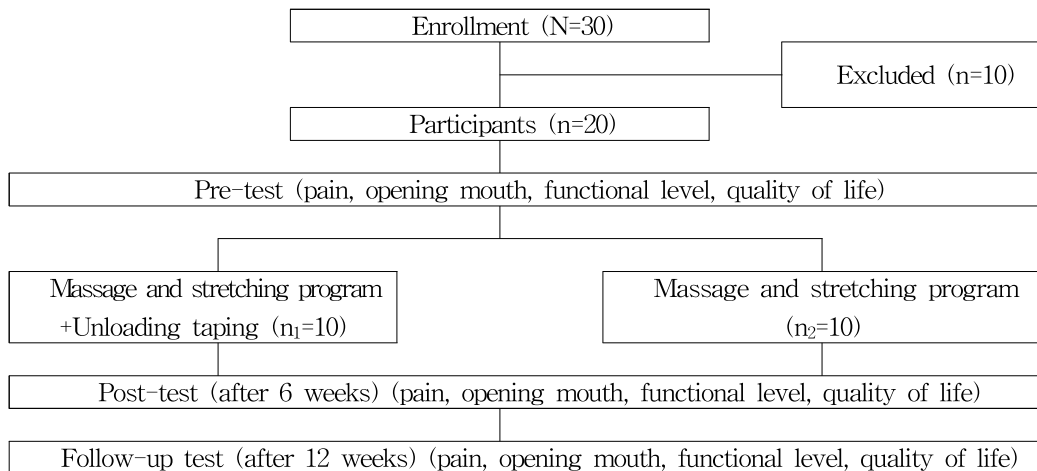 Enrollment (N=30)
Excluded (n=10)
Participants (n=20)
Pre-test (pain, opening mouth, functional level, quality of life)
Massage and stretching program
+Unloading taping (n₁=10)
Massage and stretching program
(n₂=10)
Post-test (after 6 weeks) (pain, opening mouth, functional level, quality of life)
Follow-up test (after 12 weeks) (pain, opening mouth, functional level, quality of life)